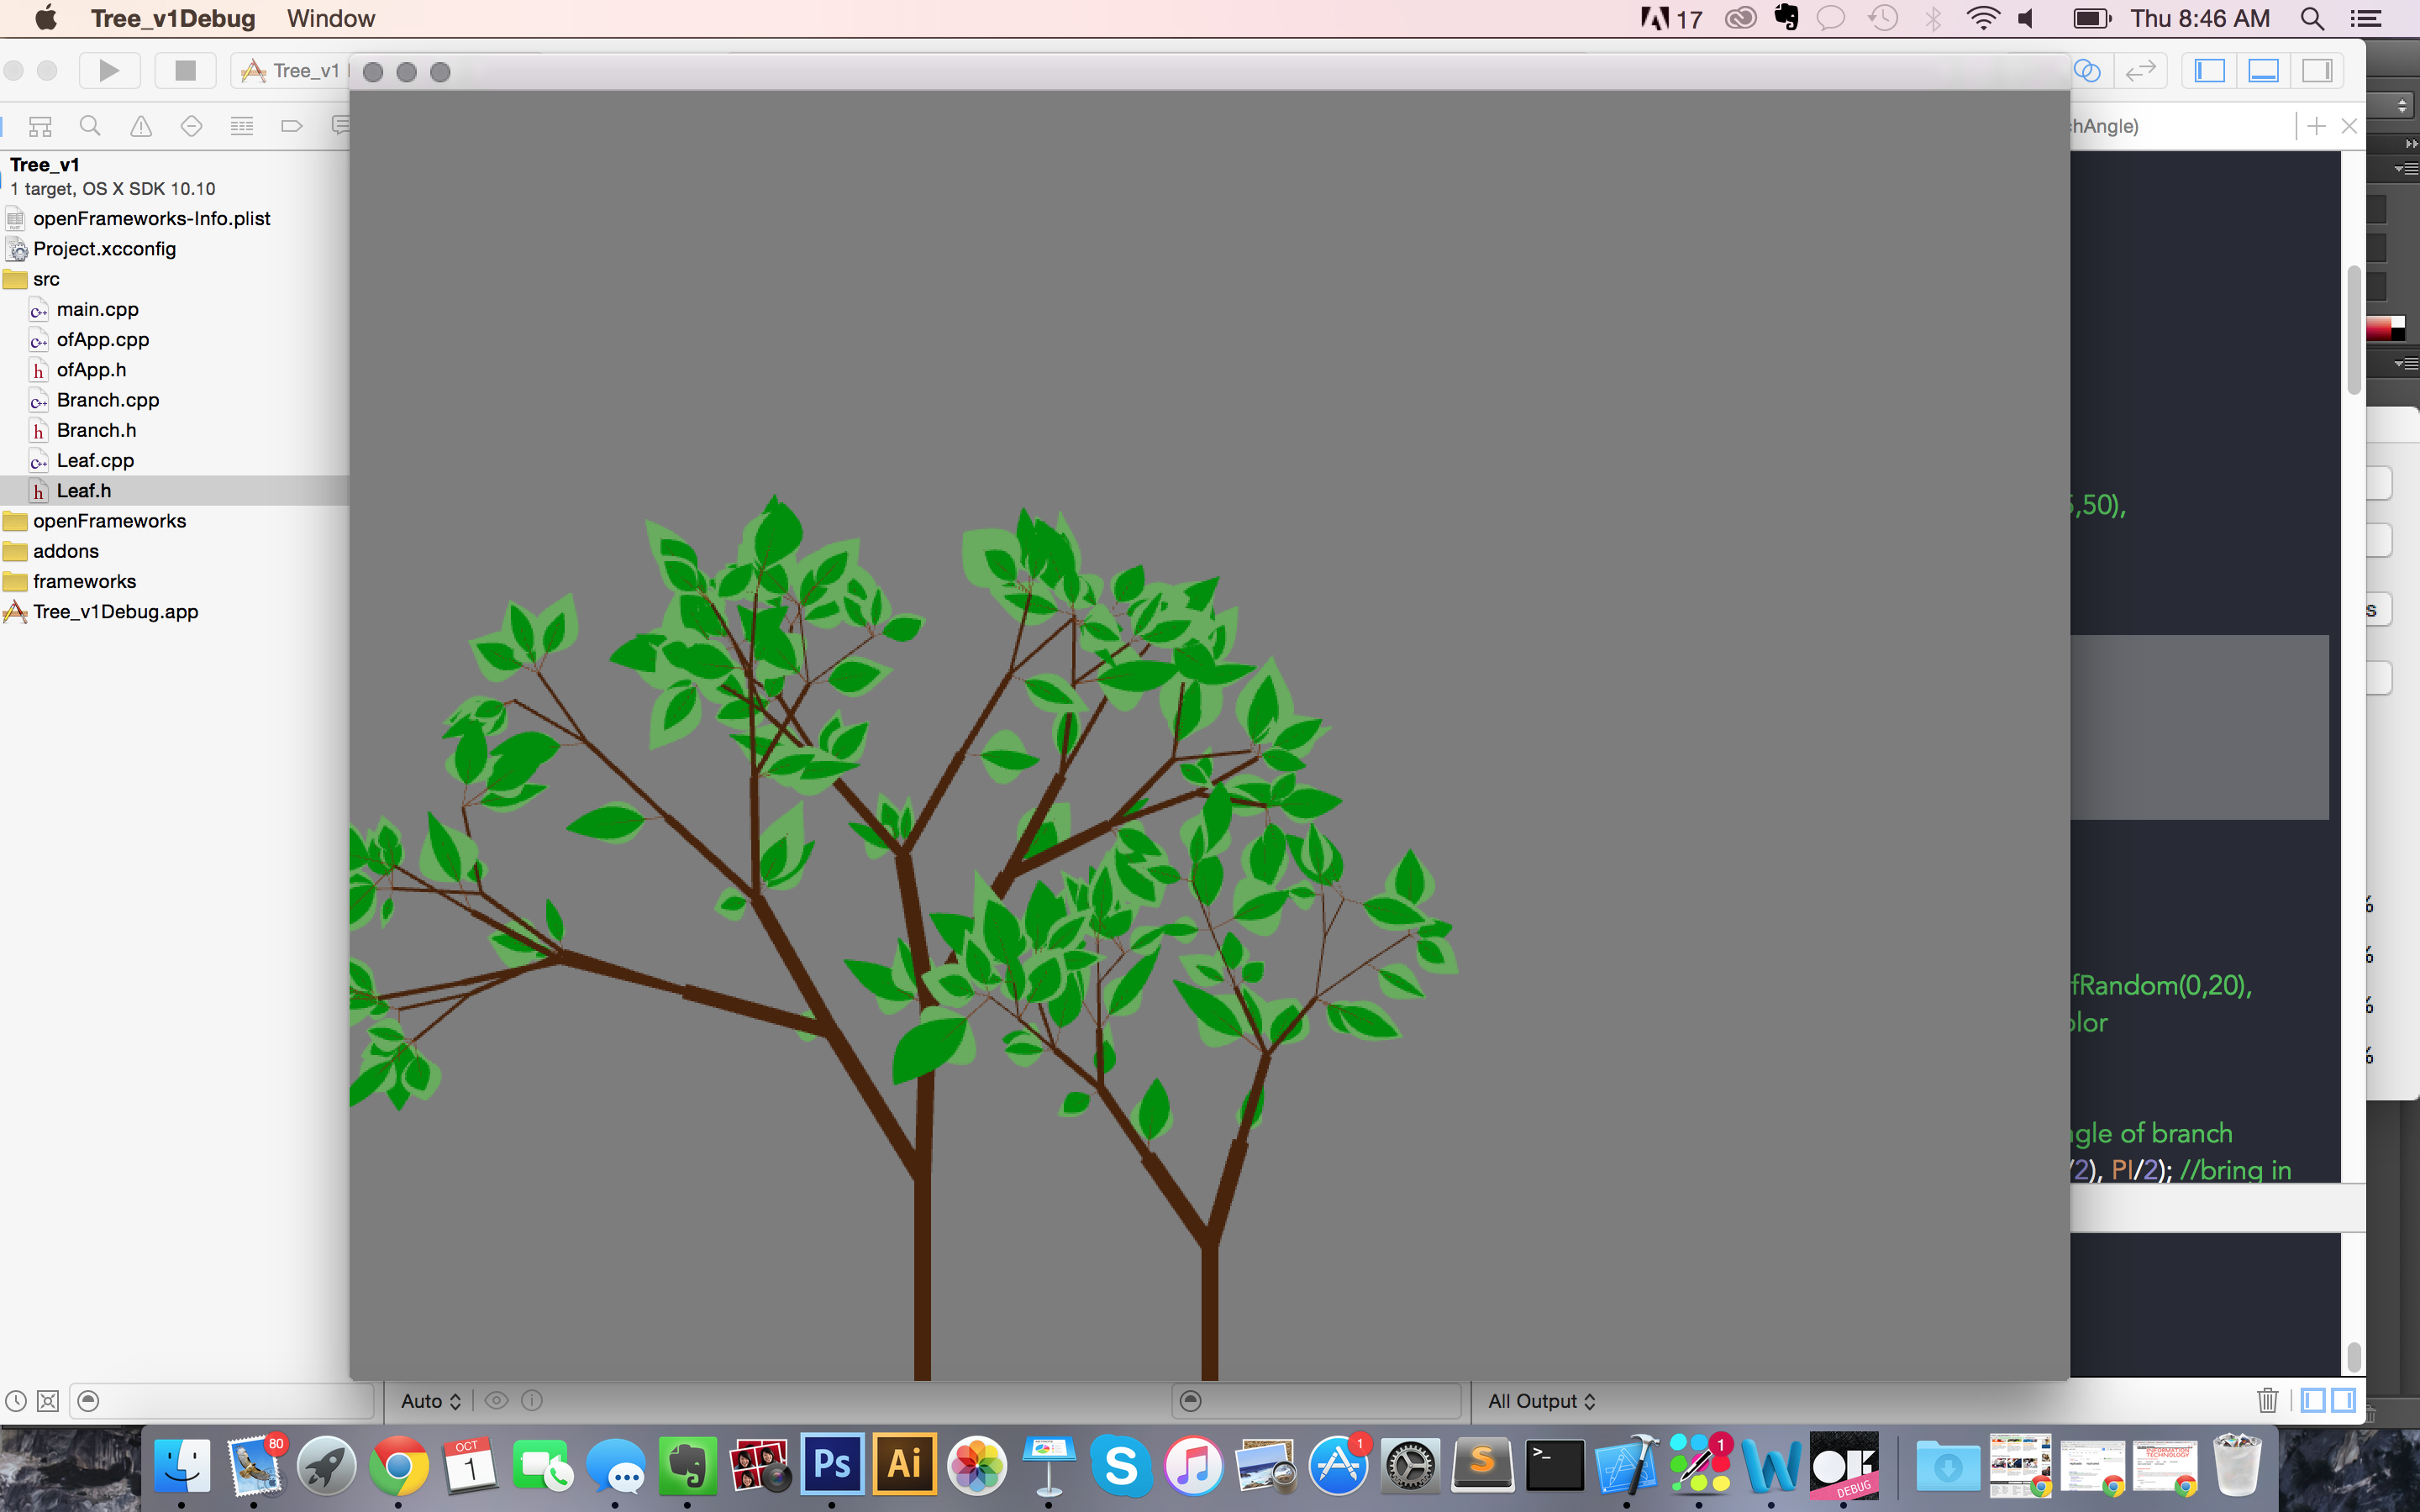 Tree_v1Debug Window
17 Thu 8:46 AM
Tree_v1
hAngle)
Tree_v1
1 target, OS X SDK 10.10
openFrameworks-Info.plist
Project.xcconfig
src
main.cpp
ofApp.cpp
ofApp.h
Branch.cpp
Branch.h
Leaf.cpp
Leaf.h
openFrameworks
addons
frameworks
Tree_v1Debug.app
,50),
s
%
%
fRandom(0,20),
%
lor
%
gle of branch
/2), PI/2); //bring in
Auto
All Output
80
OCT
1
Ps
Ai
S
1
S
>_
1
W
DEBUG
INFORMATION
TECHNOLOGY